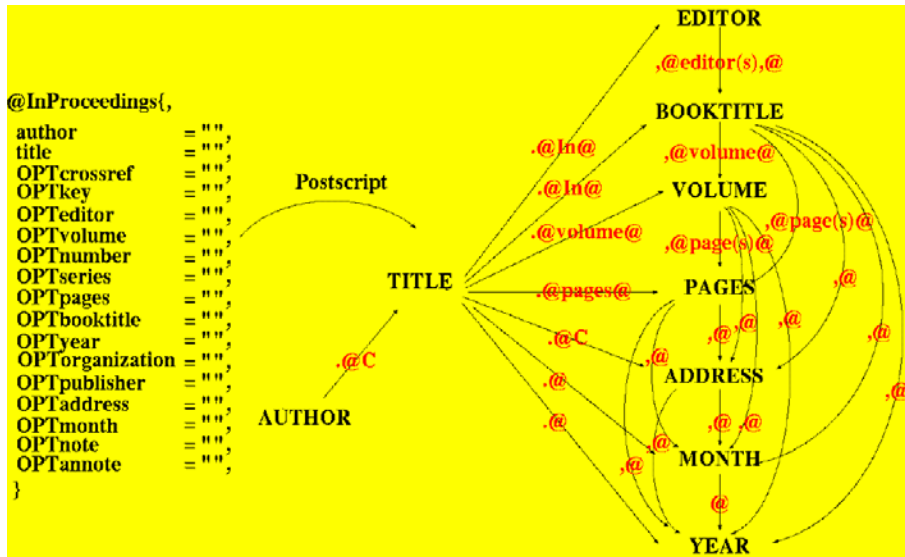 @InProceedings{,
author = "",
title = "",
OPTcrossref = "",
OPTkey = "",
OPTeditor = "",
OPTvolume = "",
OPTnumber = "",
OPTseries = "",
OPTpages = "",
OPTbooktitle = "",
OPTyear = "",
OPTorganization = "",
OPTpublisher = "",
OPTaddress = "",
OPTmonth = "",
OPTnote = "",
OPTannote = "",
}
Postscript
AUTHOR
.@C
TITLE
.@In@
.@In@
.@volume@
.@pages@
.@C
.@
.@
EDITOR
,@editor(s),@
BOOKTITLE
,@volume@
VOLUME
,@page(s)@
,@page(s)@
PAGES
,@
,@
,@
,@
,@
,@
,@
ADDRESS
,@
,@
,@
,@
MONTH
@
YEAR